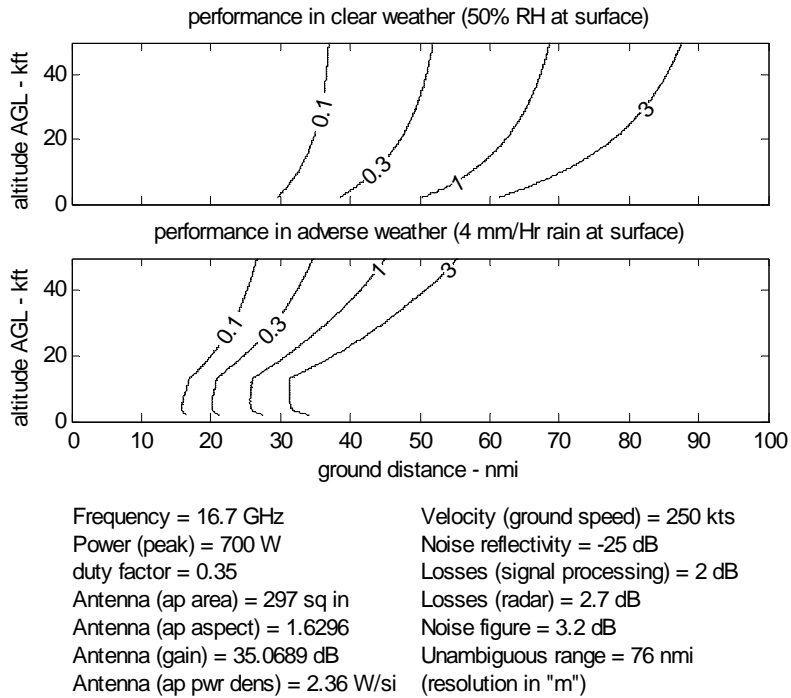 performance in clear weather (50% RH at surface)
altitude AGL - kft
40
20
0
0.1
0.3
1
3
performance in adverse weather (4 mm/Hr rain at surface)
altitude AGL - kft
40
20
0
0.1
0.3
1
3
0 10 20 30 40 50 60 70 80 90 100
ground distance - nmi
Frequency = 16.7 GHz
Power (peak) = 700 W
duty factor = 0.35
Antenna (ap area) = 297 sq in
Antenna (ap aspect) = 1.6296
Antenna (gain) = 35.0689 dB
Antenna (ap pwr dens) = 2.36 W/si
Velocity (ground speed) = 250 kts
Noise reflectivity = -25 dB
Losses (signal processing) = 2 dB
Losses (radar) = 2.7 dB
Noise figure = 3.2 dB
Unambiguous range = 76 nmi
(resolution in "m")